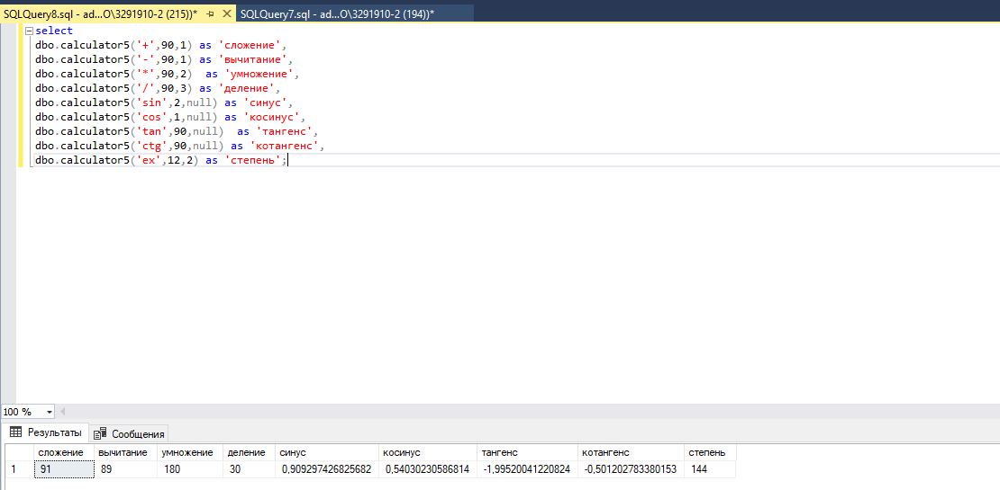 SQLQuery8.sql - ad...O\3291910-2 (215))* SQLQuery7.sql - ad...O\3291910-2 (194))*
select
dbo.calculator5('+',90,1) as 'сложение',
dbo.calculator5('-',90,1) as 'вычитание',
dbo.calculator5('*',90,2)  as 'умножение',
dbo.calculator5('/',90,3) as 'деление',
dbo.calculator5('sin',2,null) as 'синус',
dbo.calculator5('cos',1,null) as 'косинус',
dbo.calculator5('tan',90,null)  as 'тангенс',
dbo.calculator5('ctg',90,null) as 'котангенс',
dbo.calculator5('ex',12,2) as 'степень';
100 %
Результаты Сообщения
сложение вычитание умножение деление синус косинус тангенс котангенс степень
1 91 89 180 30 0,909297426825682 0,54030230586814 -1,99520041220824 -0,501202783380153 144